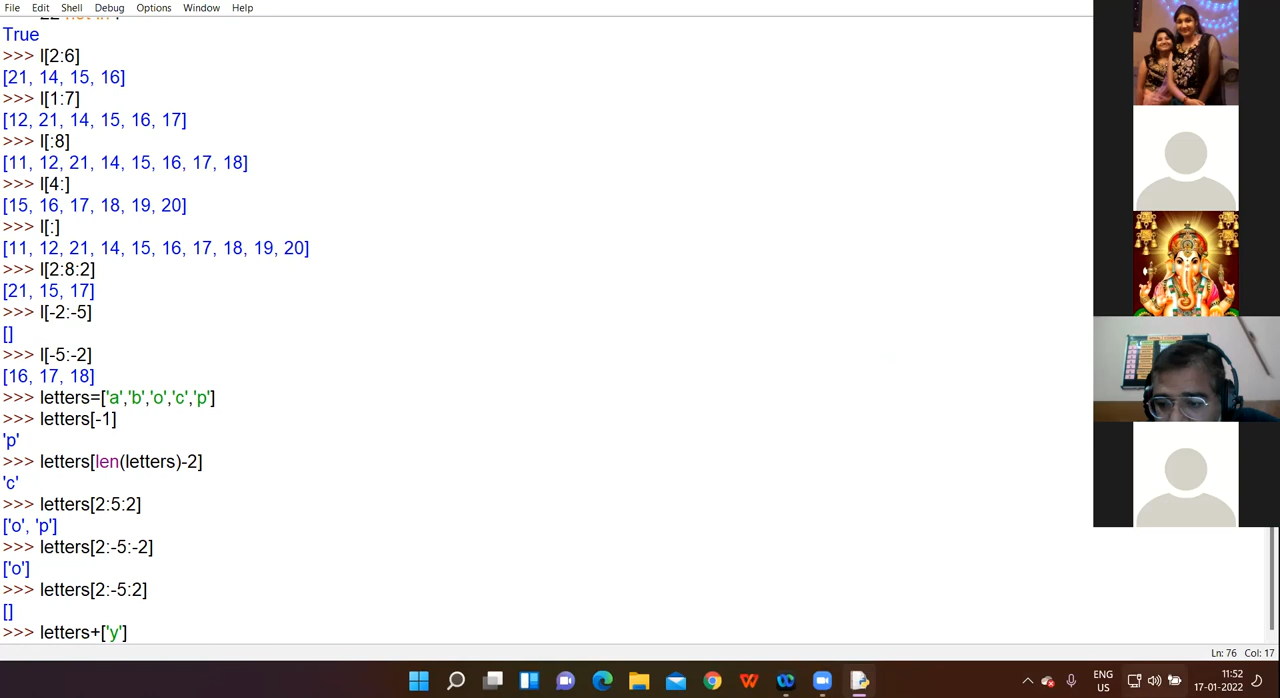 File Edit Shell Debug Options Window Help
True
>>> l[2:6]
[21, 14, 15, 16]
>>> l[1:7]
[12, 21, 14, 15, 16, 17]
>>> l[:8]
[11, 12, 21, 14, 15, 16, 17, 18]
>>> l[4:]
[15, 16, 17, 18, 19, 20]
>>> l[:]
[11, 12, 21, 14, 15, 16, 17, 18, 19, 20]
>>> l[2:8:2]
[21, 15, 17]
>>> l[-2:-5]
[]
>>> l[-5:-2]
[16, 17, 18]
>>> letters=['a','b','o','c','p']
>>> letters[-1]
'p'
>>> letters[len(letters)-2]
'c'
>>> letters[2:5:2]
['o', 'p']
>>> letters[2:-5:-2]
['o']
>>> letters[2:-5:2]
[]
>>> letters+['y']
Ln: 76 Col: 17
ENG
US
11:52
17-01-2022